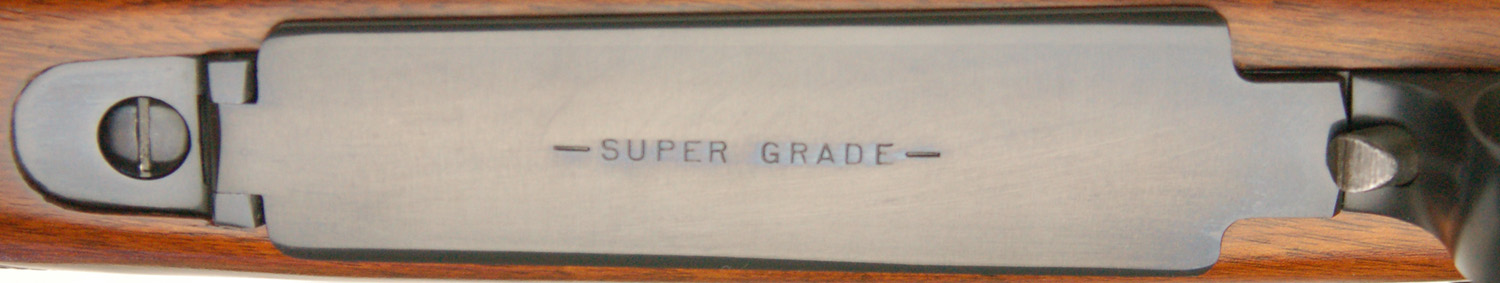 —SUPER GRADE—